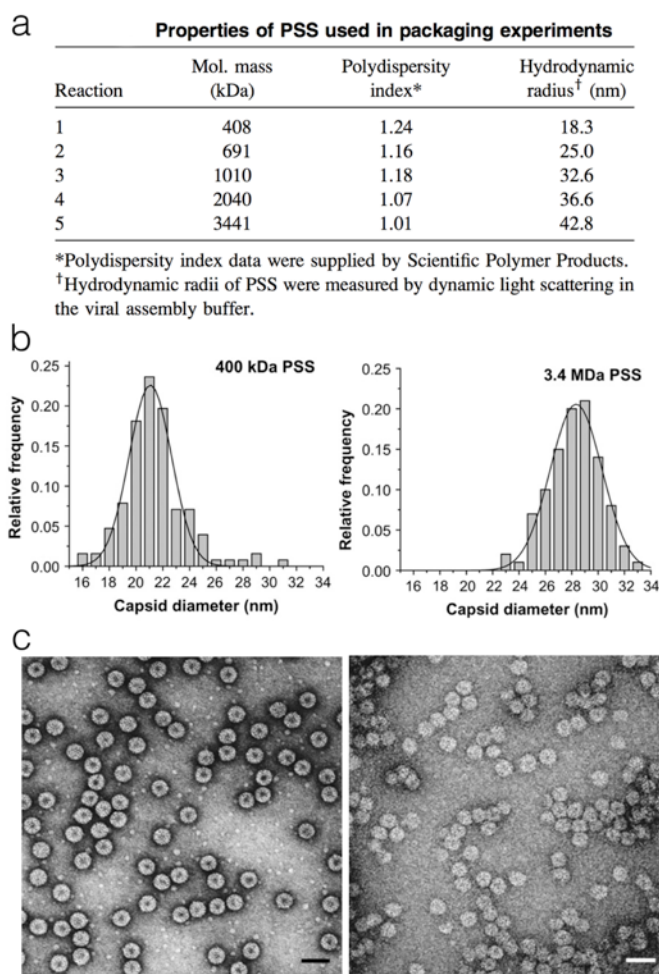 a
Properties of PSS used in packaging experiments
Mol. mass Polydispersity Hydrodynamic
Reaction (kDa) index* radius† (nm)
1 408 1.24 18.3
2 691 1.16 25.0
3 1010 1.18 32.6
4 2040 1.07 36.6
5 3441 1.01 42.8
*Polydispersity index data were supplied by Scientific Polymer Products.
†Hydrodynamic radii of PSS were measured by dynamic light scattering in
the viral assembly buffer.
b
400 kDa PSS
Relative frequency
0.25
0.20
0.15
0.10
0.05
0.00
16 18 20 22 24 26 28 30 32 34
Capsid diameter (nm)
3.4 MDa PSS
Relative frequency
0.25
0.20
0.15
0.10
0.05
0.00
16 18 20 22 24 26 28 30 32 34
Capsid diameter (nm)
c